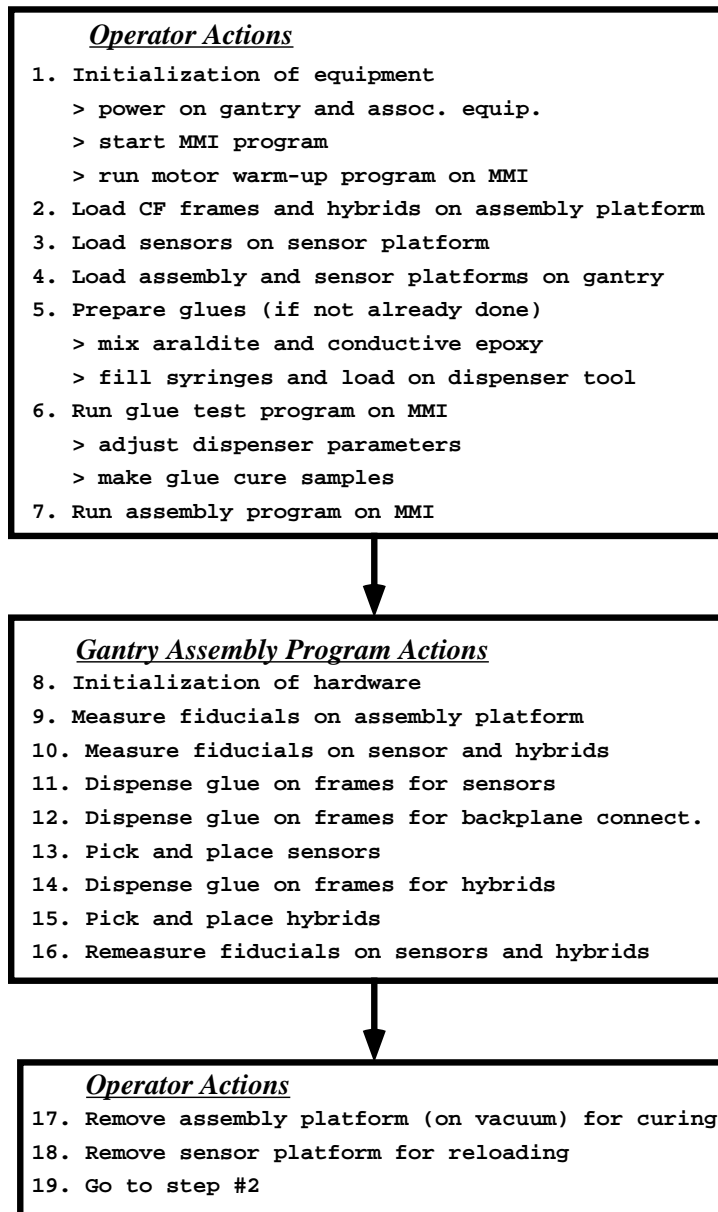 Operator Actions
1. Initialization of equipment
> power on gantry and assoc. equip.
> start MMI program
> run motor warm-up program on MMI
2. Load CF frames and hybrids on assembly platform
3. Load sensors on sensor platform
4. Load assembly and sensor platforms on gantry
5. Prepare glues (if not already done)
> mix araldite and conductive epoxy
> fill syringes and load on dispenser tool
6. Run glue test program on MMI
> adjust dispenser parameters
> make glue cure samples
7. Run assembly program on MMI
Gantry Assembly Program Actions
8. Initialization of hardware
9. Measure fiducials on assembly platform
10. Measure fiducials on sensor and hybrids
11. Dispense glue on frames for sensors
12. Dispense glue on frames for backplane connect.
13. Pick and place sensors
14. Dispense glue on frames for hybrids
15. Pick and place hybrids
16. Remeasure fiducials on sensors and hybrids
Operator Actions
17. Remove assembly platform (on vacuum) for curing
18. Remove sensor platform for reloading
19. Go to step #2